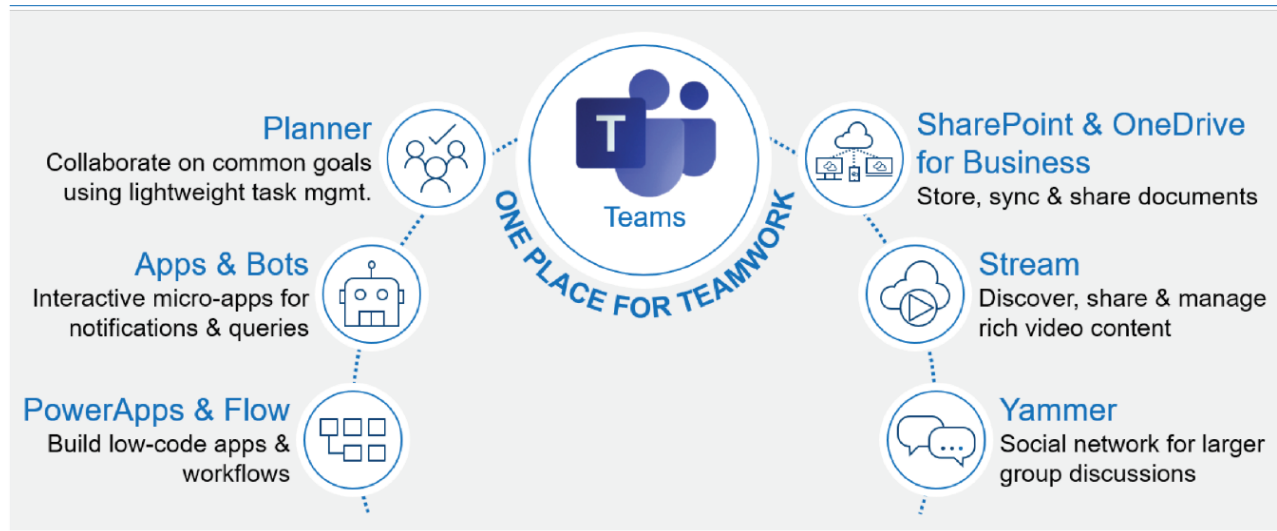 T
Teams
ONE PLACE FOR TEAMWORK
Planner
Collaborate on common goals
using lightweight task mgmt.
Apps & Bots
Interactive micro-apps for
notifications & queries
PowerApps & Flow
Build low-code apps &
workflows
SharePoint & OneDrive
for Business
Store, sync & share documents
Stream
Discover, share & manage
rich video content
Yammer
Social network for larger
group discussions